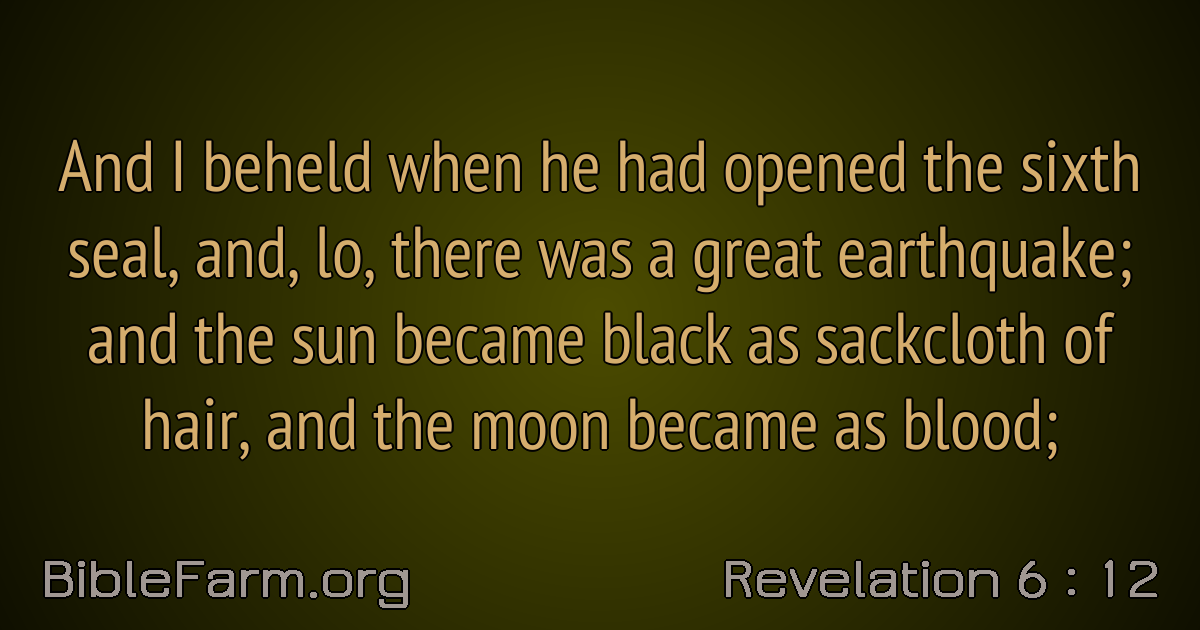 And I beheld when he had opened the sixth
seal, and, lo, there was a great earthquake;
and the sun became black as sackcloth of
hair, and the moon became as blood;
BibleFarm.org
Revelation 6 : 12